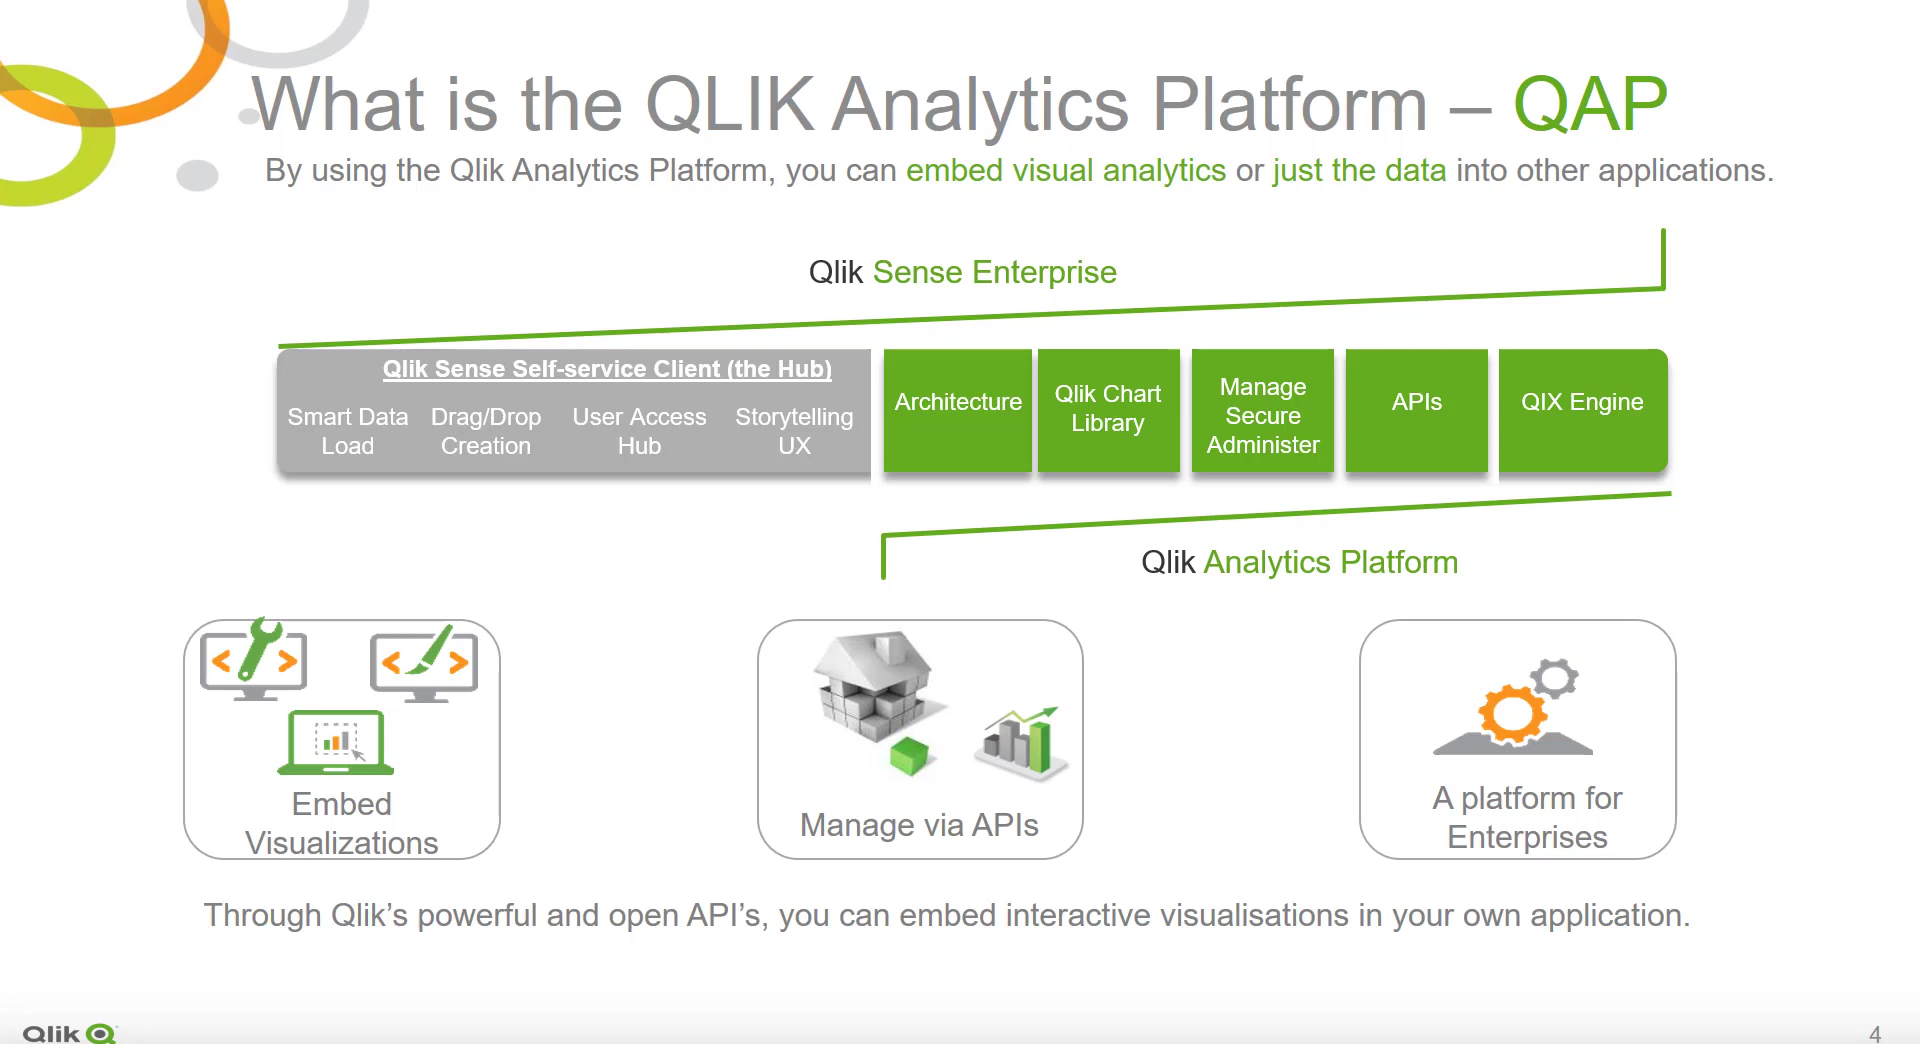 What is the QLIK Analytics Platform – QAP
By using the Qlik Analytics Platform, you can embed visual analytics or just the data into other applications.
Qlik Sense Enterprise
Qlik Sense Self-service Client (the Hub)
Smart Data
Load
Drag/Drop
Creation
User Access
Hub
Storytelling
UX
Architecture
Qlik Chart
Library
Manage
Secure
Administer
APIs
QIX Engine
Qlik Analytics Platform
Embed
Visualizations
Manage via APIs
A platform for
Enterprises
Through Qlik’s powerful and open API’s, you can embed interactive visualisations in your own application.
Qlik
4